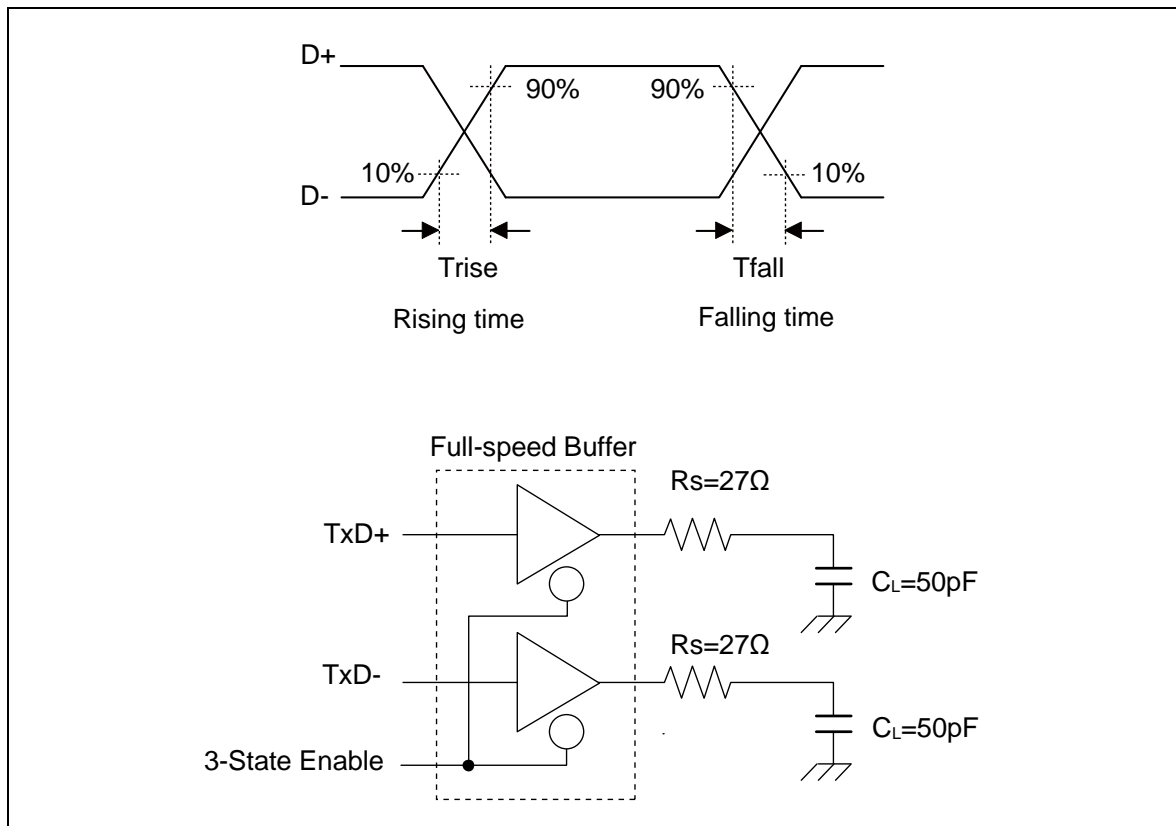 D+
90%
90%
10%
10%
D-
Trise
Tfall
Rising time
Falling time
Full-speed Buffer
Rs=27Ω
TxD+
CL=50pF
Rs=27Ω
TxD-
CL=50pF
3-State Enable